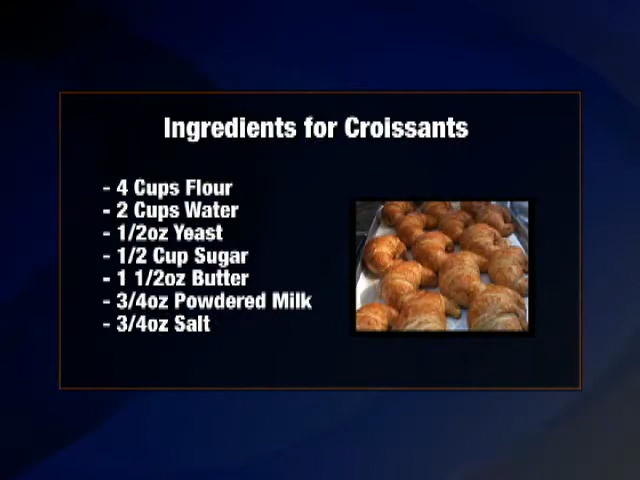 Ingredients for Croissants
- 4 Cups Flour
- 2 Cups Water
- 1/2oz Yeast
- 1/2 Cup Sugar
- 1 1/2oz Butter
- 3/4oz Powdered Milk
- 3/4oz Salt